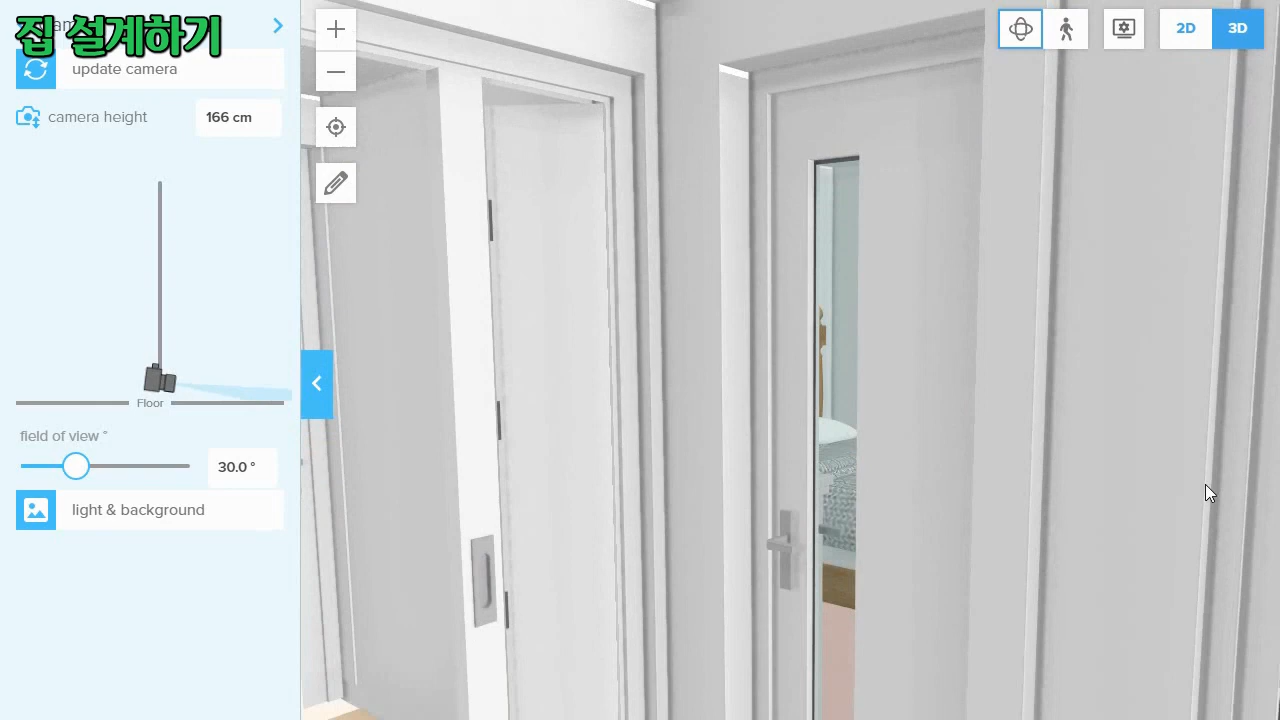 집 설계하기
2D
3D
update camera
camera height
166 cm
Floor
field of view °
30.0 °
light & background